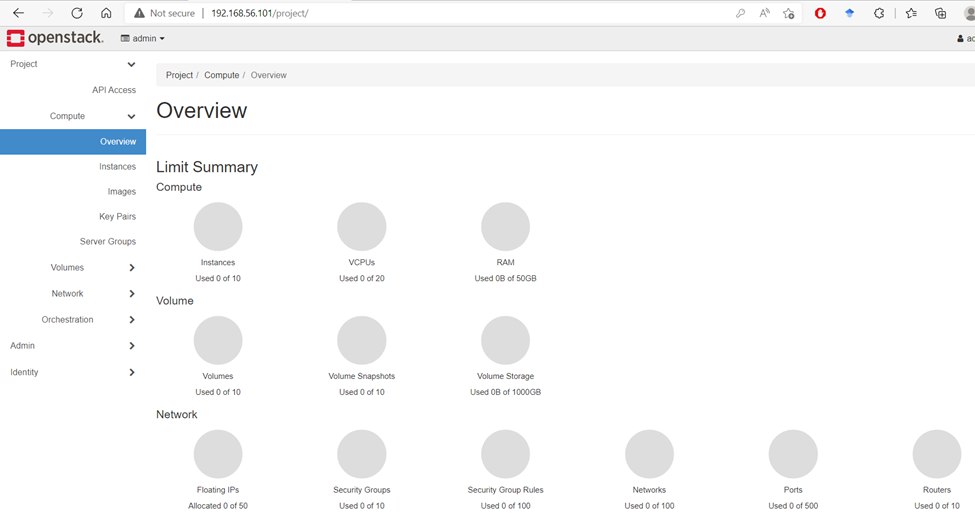 Not secure | 192.168.56.101/project/
openstack. admin
Project
API Access
Compute
Overview
Instances
Images
Key Pairs
Server Groups
Volumes
Network
Orchestration
Admin
Identity
Project / Compute / Overview
Overview
Limit Summary
Compute
Instances VCPUs RAM
Used 0 of 10 Used 0 of 20 Used 0B of 50GB
Volume
Volumes Volume Snapshots Volume Storage
Used 0 of 10 Used 0 of 10 Used 0B of 1000GB
Network
Floating IPs Security Groups Security Group Rules Networks Ports Routers
Allocated 0 of 50 Used 0 of 10 Used 0 of 100 Used 0 of 100 Used 0 of 500 Used 0 of 10